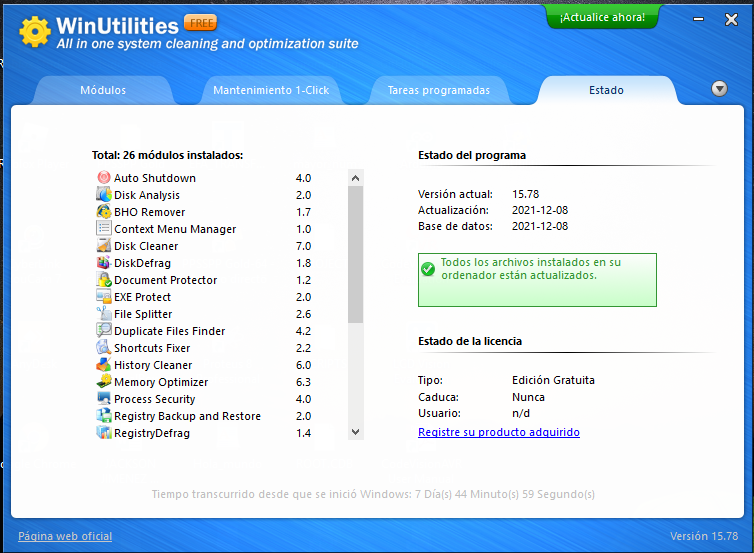 WinUtilities FREE
All in one system cleaning and optimization suite
¡Actualice ahora!
Módulos
Mantenimiento 1-Click
Tareas programadas
Estado
Total: 26 módulos instalados:
Auto Shutdown 4.0
Disk Analysis 2.0
BHO Remover 1.7
Context Menu Manager 1.0
Disk Cleaner 7.0
DiskDefrag 1.8
Document Protector 1.2
EXE Protect 2.0
File Splitter 2.6
Duplicate Files Finder 4.2
Shortcuts Fixer 2.2
History Cleaner 6.0
Memory Optimizer 6.3
Process Security 4.0
Registry Backup and Restore 2.0
RegistryDefrag 1.4
Estado del programa
Versión actual: 15.78
Actualización: 2021-12-08
Base de datos: 2021-12-08
Todos los archivos instalados en su
ordenador están actualizados.
Estado de la licencia
Tipo: Edición Gratuita
Caduca: Nunca
Usuario: n/d
Registre su producto adquirido
Tiempo transcurrido desde que se inició Windows: 7 Día(s) 44 Minuto(s) 59 Segundo(s)
Página web oficial
Versión 15.78